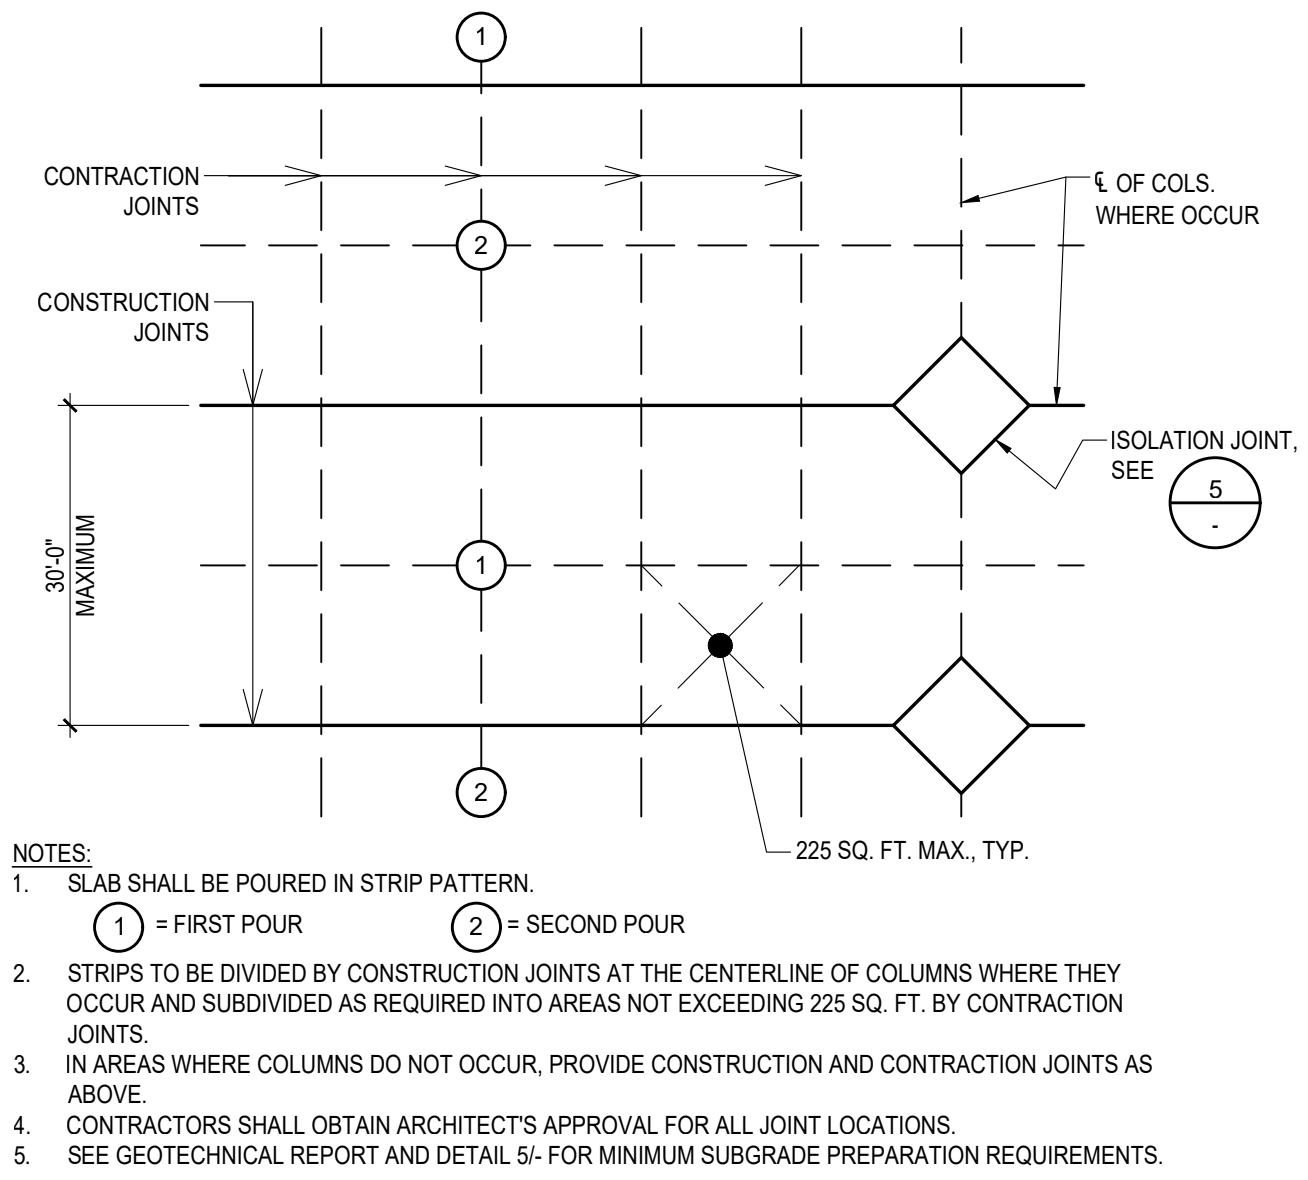 1
CONTRACTION
JOINTS
℄ OF COLS.
WHERE OCCUR
2
CONSTRUCTION
JOINTS
ISOLATION JOINT,
SEE
5
-
30'-0"
MAXIMUM
1
2
225 SQ. FT. MAX., TYP.
NOTES:
1. SLAB SHALL BE POURED IN STRIP PATTERN.
1 = FIRST POUR 2 = SECOND POUR
2. STRIPS TO BE DIVIDED BY CONSTRUCTION JOINTS AT THE CENTERLINE OF COLUMNS WHERE THEY
OCCUR AND SUBDIVIDED AS REQUIRED INTO AREAS NOT EXCEEDING 225 SQ. FT. BY CONTRACTION
JOINTS.
3. IN AREAS WHERE COLUMNS DO NOT OCCUR, PROVIDE CONSTRUCTION AND CONTRACTION JOINTS AS
ABOVE.
4. CONTRACTORS SHALL OBTAIN ARCHITECT'S APPROVAL FOR ALL JOINT LOCATIONS.
5. SEE GEOTECHNICAL REPORT AND DETAIL 5/- FOR MINIMUM SUBGRADE PREPARATION REQUIREMENTS.